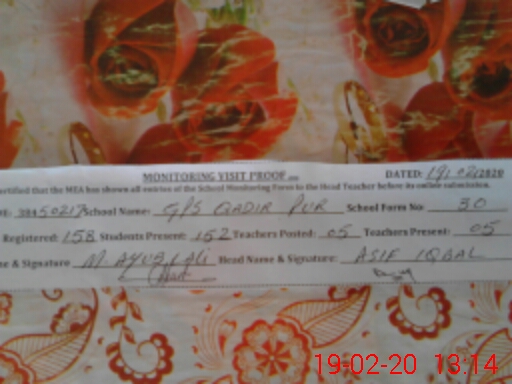 MONITORING VISIT PROOF DATED: 19/02/2020
ertified that the MEA has shown all entries of the School Monitoring Form to the Head Teacher before its online submission.
School Name: GPS QADIR PUR School Form No: 30
Registered: 158 Students Present: 152 Teachers Posted: 05 Teachers Present: 05
e & Signature M. AYUB ALI Head Name & Signature: ASIF IQBAL
19-02-20 13:14